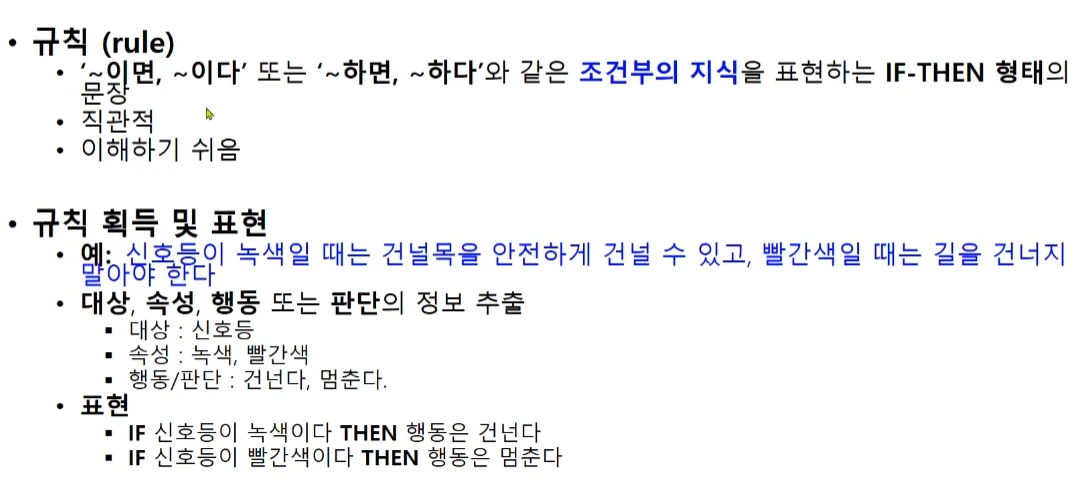 • 규칙 (rule)
• ‘~이면, ~이다’ 또는 ‘~하면, ~하다’와 같은 조건부의 지식을 표현하는 IF-THEN 형태의
문장
• 직관적
• 이해하기 쉬움
• 규칙 획득 및 표현
• 예: 신호등이 녹색일 때는 건널목을 안전하게 건널 수 있고, 빨간색일 때는 길을 건너지
말아야 한다
• 대상, 속성, 행동 또는 판단의 정보 추출
▪ 대상 : 신호등
▪ 속성 : 녹색, 빨간색
▪ 행동/판단 : 건넌다, 멈춘다.
• 표현
▪ IF 신호등이 녹색이다 THEN 행동은 건넌다
▪ IF 신호등이 빨간색이다 THEN 행동은 멈춘다